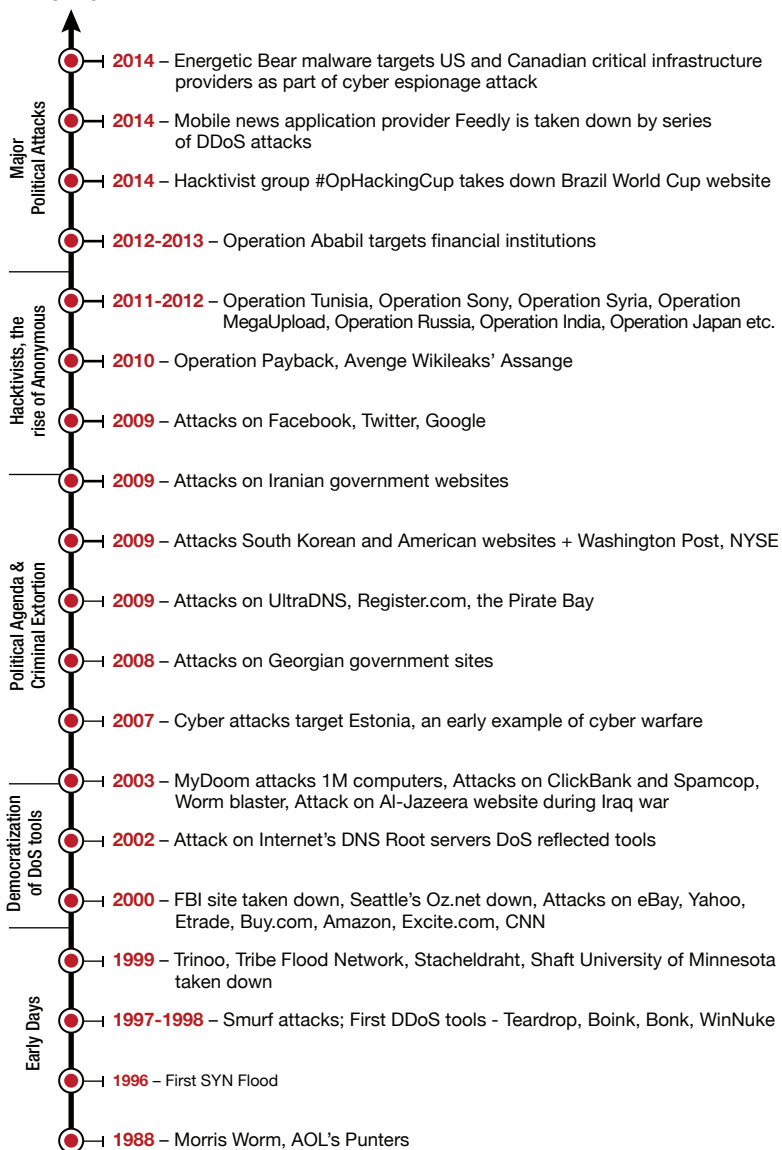 2014 – Energetic Bear malware targets US and Canadian critical infrastructure
providers as part of cyber espionage attack
2014 – Mobile news application provider Feedly is taken down by series
of DDoS attacks
2014 – Hacktivist group #OpHackingCup takes down Brazil World Cup website
2012-2013 – Operation Ababil targets financial institutions
Major
Political Attacks
2011-2012 – Operation Tunisia, Operation Sony, Operation Syria, Operation
MegaUpload, Operation Russia, Operation India, Operation Japan etc.
2010 – Operation Payback, Avenge Wikileaks’ Assange
2009 – Attacks on Facebook, Twitter, Google
Hacktivists, the
rise of Anonymous
2009 – Attacks on Iranian government websites
2009 – Attacks South Korean and American websites + Washington Post, NYSE
2009 – Attacks on UltraDNS, Register.com, the Pirate Bay
2008 – Attacks on Georgian government sites
2007 – Cyber attacks target Estonia, an early example of cyber warfare
Political Agenda &
Criminal Extortion
2003 – MyDoom attacks 1M computers, Attacks on ClickBank and Spamcop,
Worm blaster, Attack on Al-Jazeera website during Iraq war
2002 – Attack on Internet’s DNS Root servers DoS reflected tools
2000 – FBI site taken down, Seattle’s Oz.net down, Attacks on eBay, Yahoo,
Etrade, Buy.com, Amazon, Excite.com, CNN
Democratization
of DoS tools
1999 – Trinoo, Tribe Flood Network, Stacheldraht, Shaft University of Minnesota
taken down
1997-1998 – Smurf attacks; First DDoS tools - Teardrop, Boink, Bonk, WinNuke
1996 – First SYN Flood
1988 – Morris Worm, AOL’s Punters
Early Days